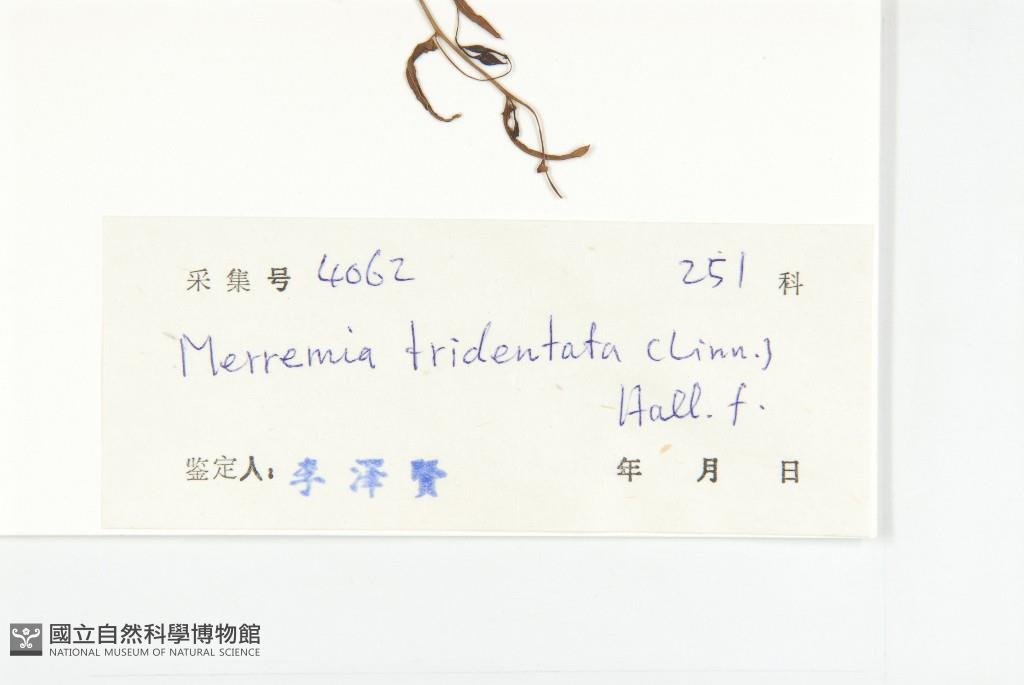 采集号 4062 251 科
Merremia tridentata (Linn.)
Hall. f.
鉴定人: 李泽賢 年 月 日
國立自然科學博物館
NATIONAL MUSEUM OF NATURAL SCIENCE